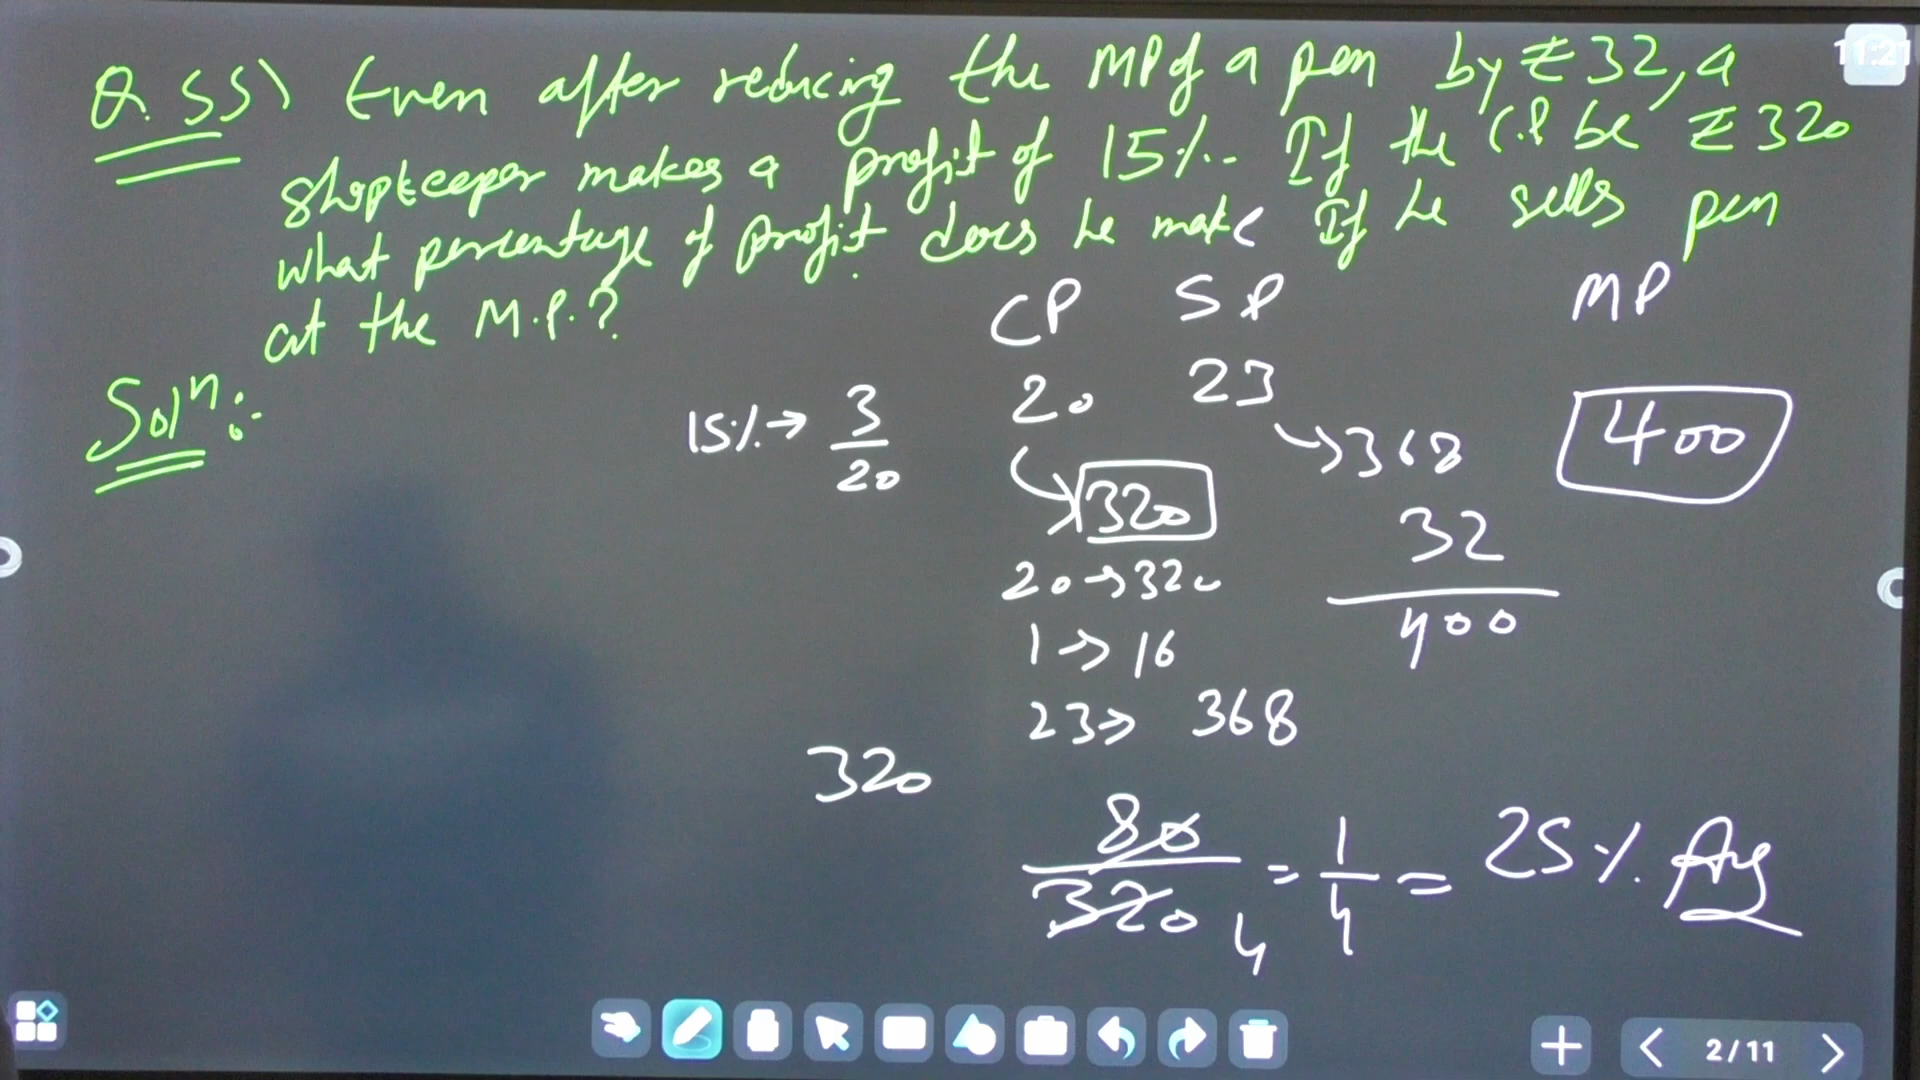 Q.55) Even after reducing the MP of a pen by ₹32, a
shopkeeper makes a profit of 15%. If the C.P be ₹320
what percentage of profit does he make If he sells pen
at the M.P.?
Solⁿ:-
CP SP MP
15% → 3/20 20 23 400
→ 320 → 368
20 → 320 32
1 → 16 400
23 → 368
320
80/320 4 = 1/4 = 25% Ans
11:21
2/11